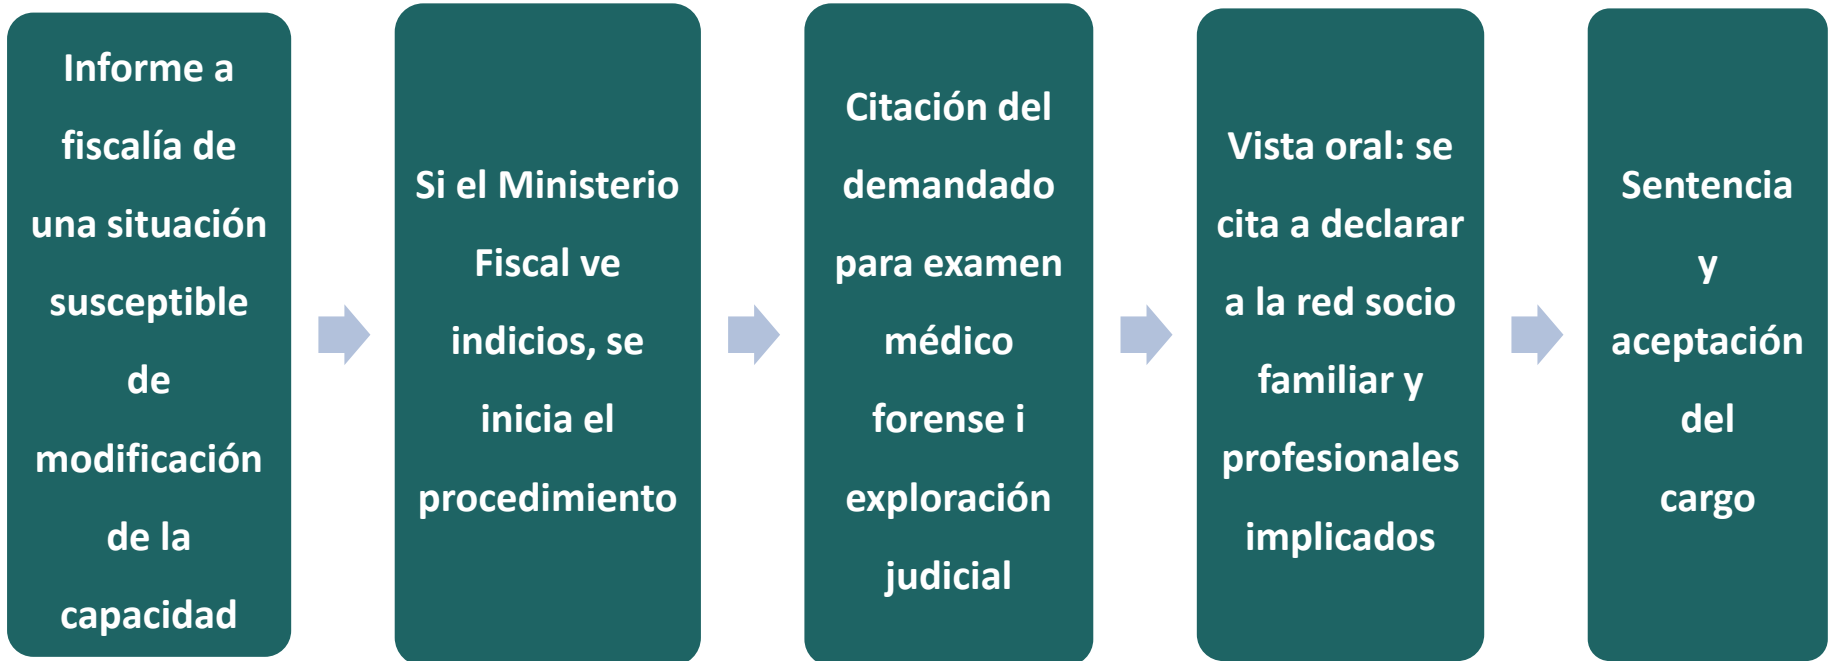 Informe a
fiscalía de
una situación
susceptible
de
modificación
de la
capacidad
Si el Ministerio
Fiscal ve
indicios, se
inicia el
procedimiento
Citación del
demandado
para examen
médico
forense i
exploración
judicial
Vista oral: se
cita a declarar
a la red socio
familiar y
profesionales
implicados
Sentencia
y
aceptación
del
cargo